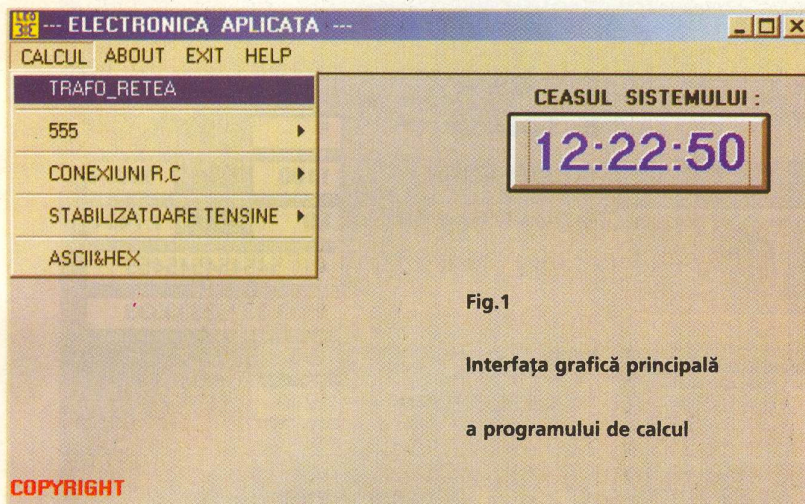 LEO
--- ELECTRONICA APLICATA ---
CALCUL ABOUT EXIT HELP
TRAFO_RETEA
555
CONEXIUNI R,C
STABILIZATOARE TENSINE
ASCII&HEX
CEASUL SISTEMULUI :
12:22:50
Fig.1
Interfața grafică principală
a programului de calcul
COPYRIGHT